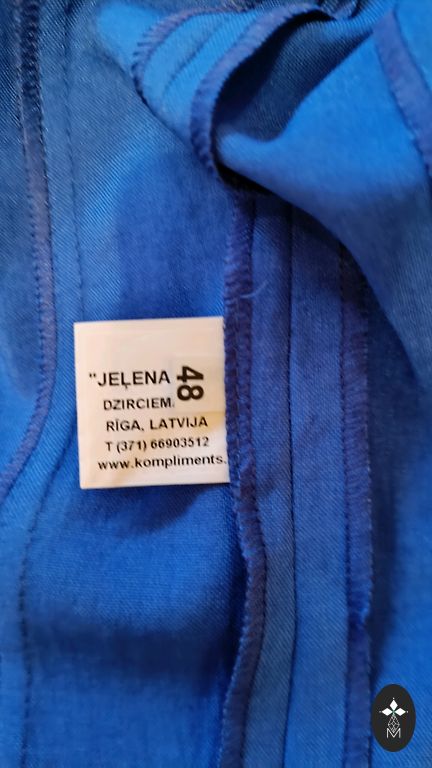 "JEĻENA
48
DZIRCIEM.
RĪGA, LATVIJA
T (371) 66903512
www.kompliments.
M